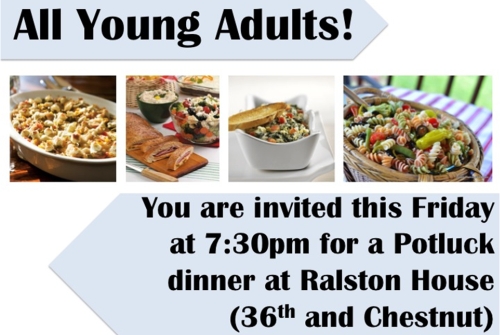 All Young Adults!
You are invited this Friday
at 7:30pm for a Potluck
dinner at Ralston House
(36th and Chestnut)